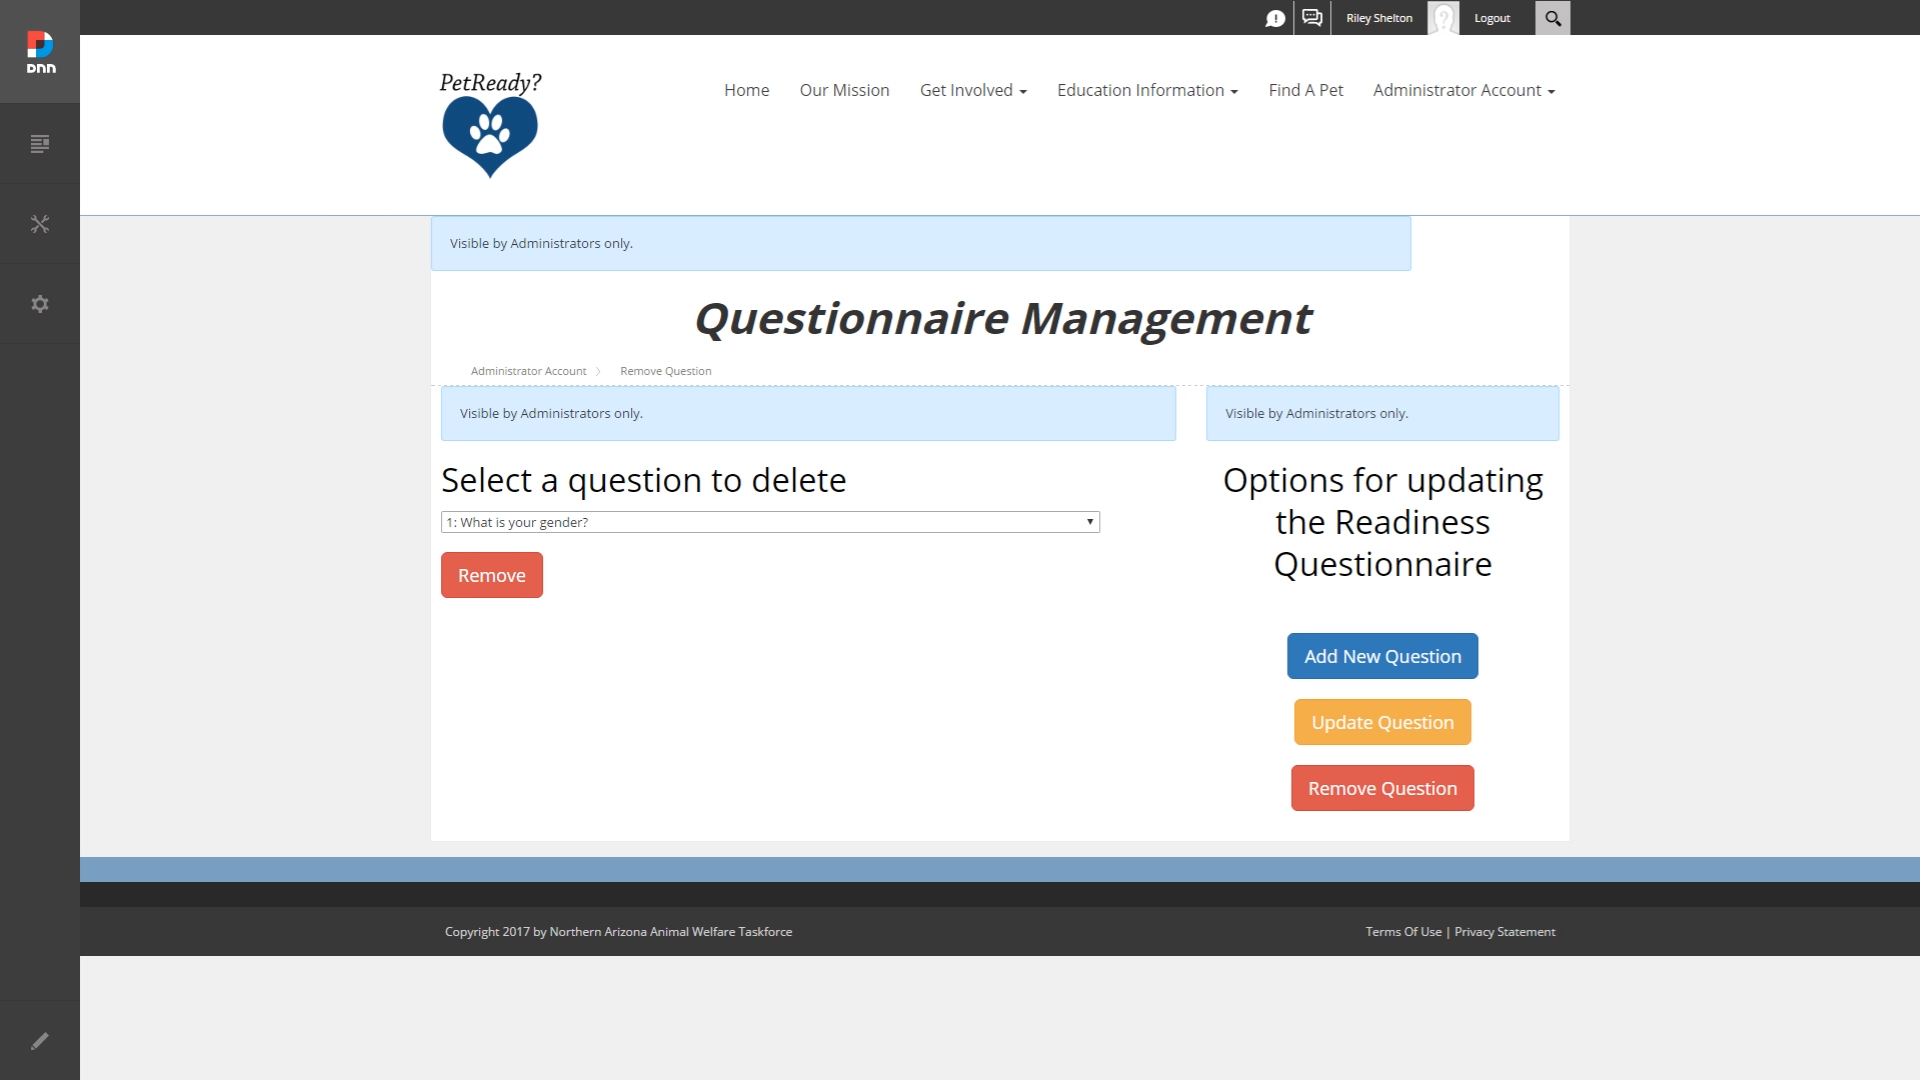 Riley Shelton
Logout
DNN
PetReady?
Home
Our Mission
Get Involved
Education Information
Find A Pet
Administrator Account
Visible by Administrators only.
Questionnaire Management
Administrator Account
Remove Question
Visible by Administrators only.
Select a question to delete
1: What is your gender?
Remove
Visible by Administrators only.
Options for updating
the Readiness
Questionnaire
Add New Question
Update Question
Remove Question
Copyright 2017 by Northern Arizona Animal Welfare Taskforce
Terms Of Use | Privacy Statement